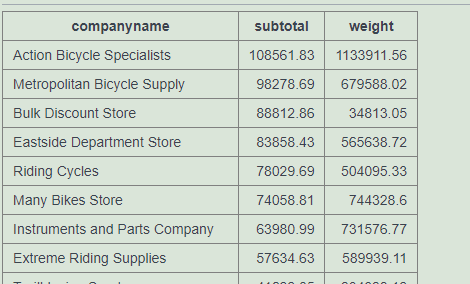 companyname subtotal weight
Action Bicycle Specialists 108561.83 1133911.56
Metropolitan Bicycle Supply 98278.69 679588.02
Bulk Discount Store 88812.86 34813.05
Eastside Department Store 83858.43 565638.72
Riding Cycles 78029.69 504095.33
Many Bikes Store 74058.81 744328.6
Instruments and Parts Company 63980.99 731576.77
Extreme Riding Supplies 57634.63 589939.11